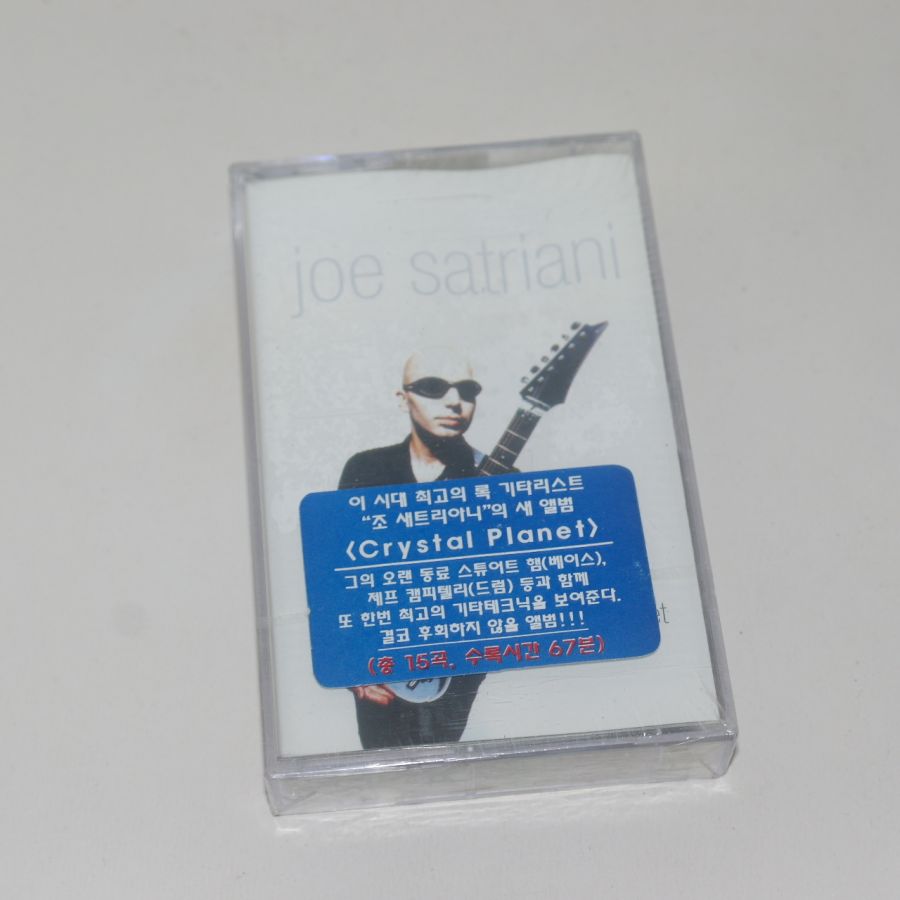 joe satriani
이 시대 최고의 록 기타리스트
“조 새트리아니”의 새 앨범
<Crystal Planet>
그의 오랜 동료 스튜어트 햄(베이스),
제프 캠피텔리(드럼) 등과 함께
또 한번 최고의 기타테크닉을 보여준다.
결코 후회하지 않을 앨범!!!
(총 15곡, 수록시간 67분)